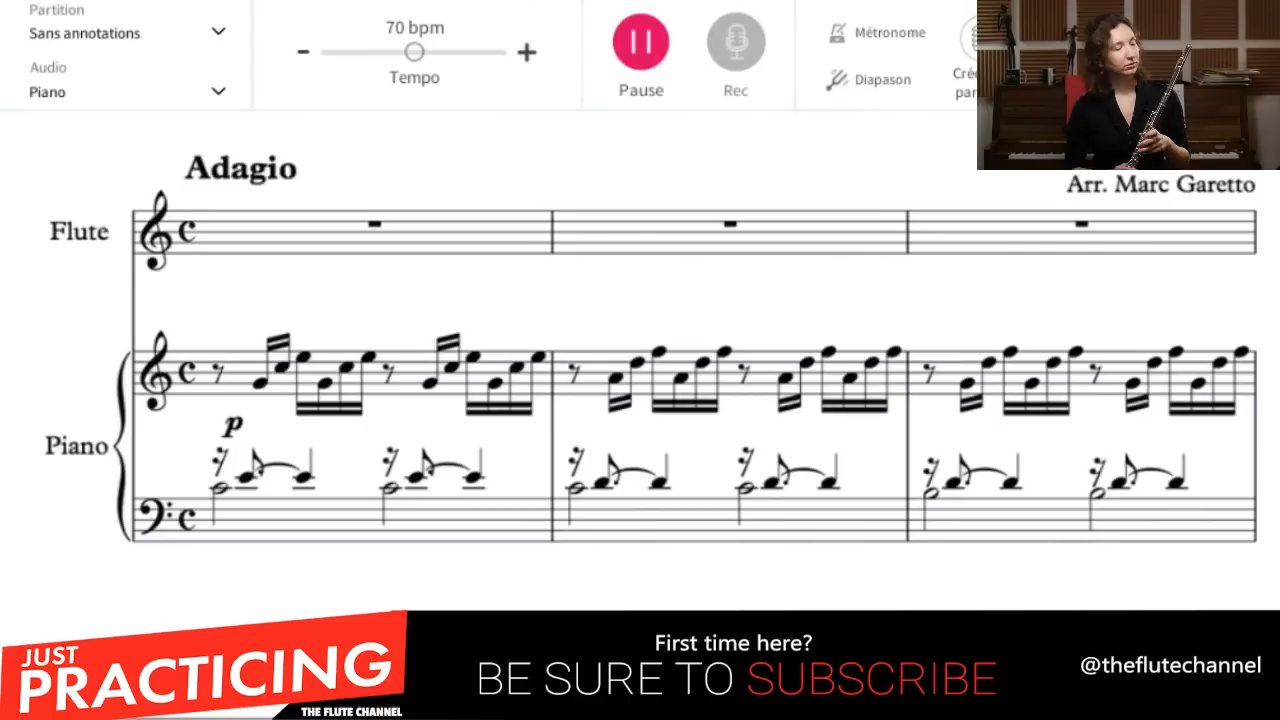 Partition
Sans annotations
Audio
Piano
70 bpm
- +
Tempo
Pause
Rec
Métronome
Diapason
Adagio
Arr. Marc Garetto
Flute
p
Piano
JUST
PRACTICING
THE FLUTE CHANNEL
First time here?
BE SURE TO SUBSCRIBE
@theflutechannel